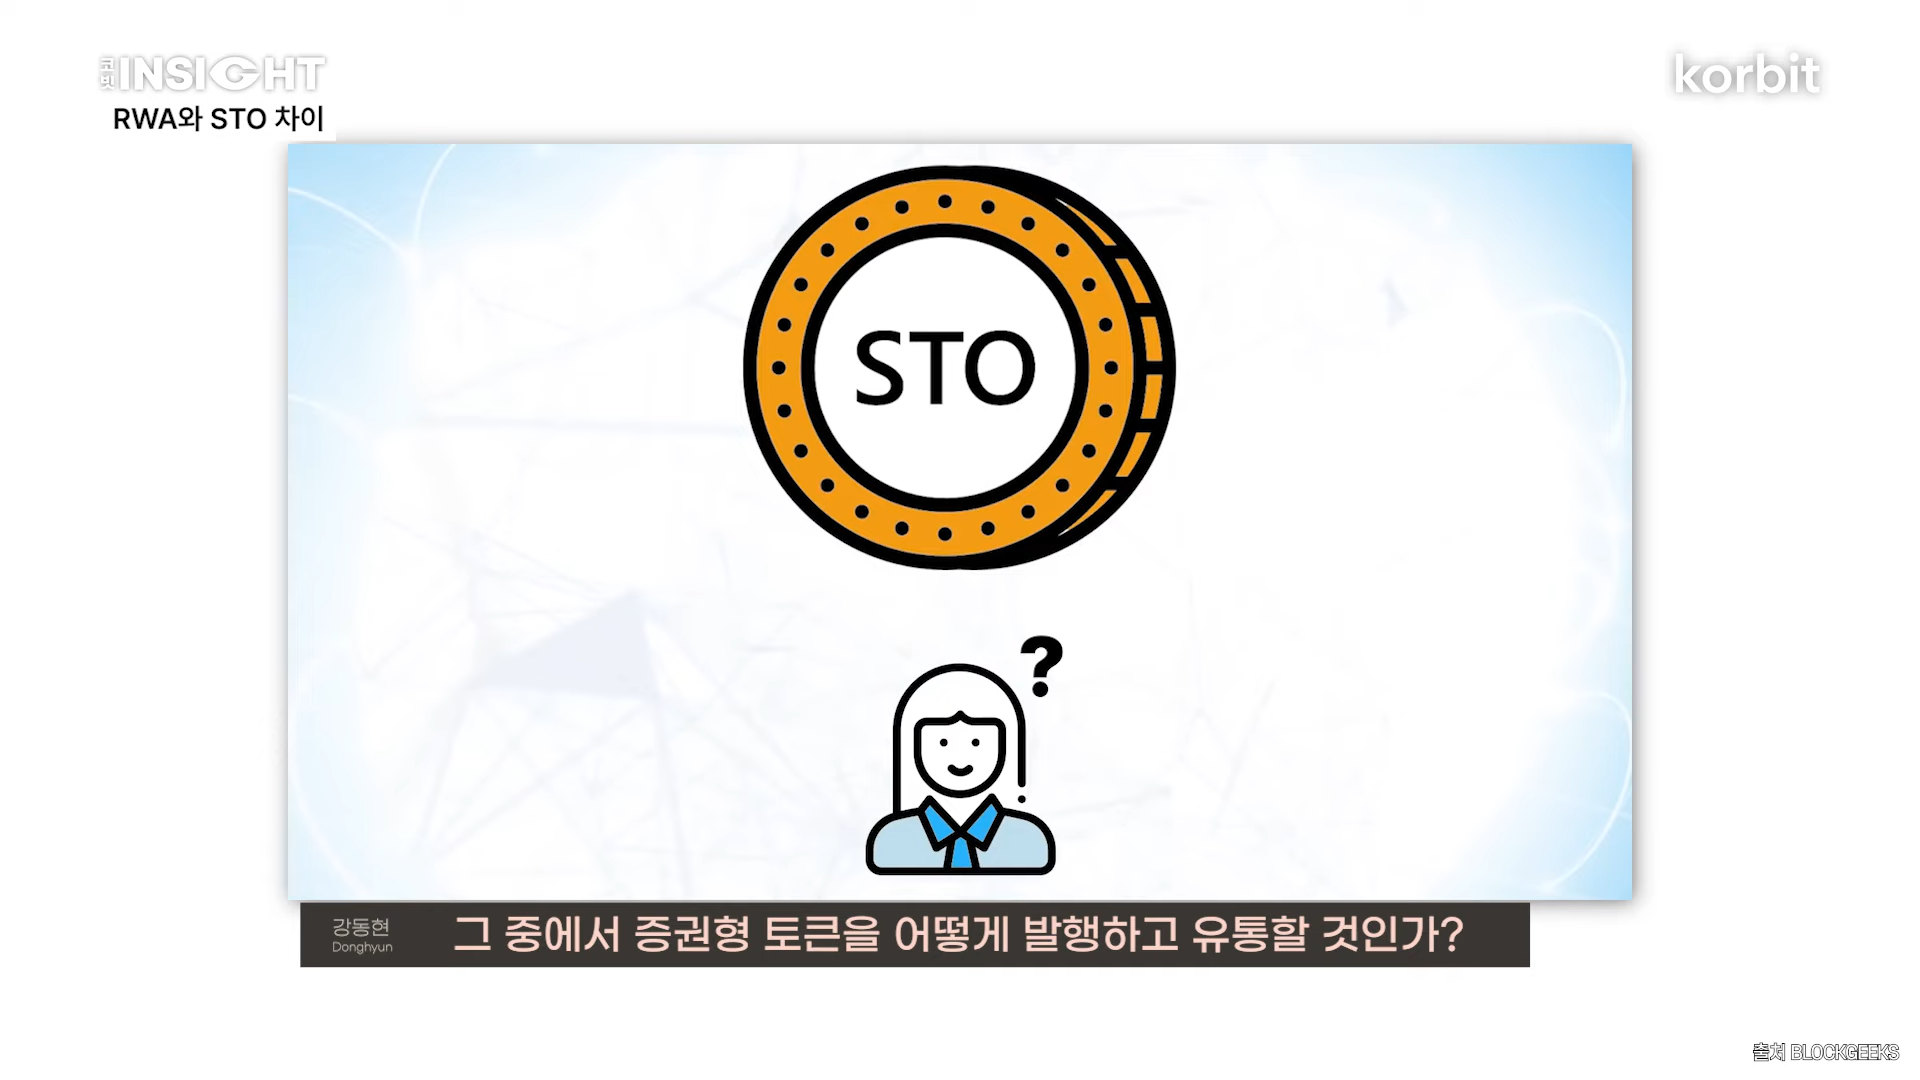 코빗 INSIGHT
korbit
RWA와 STO 차이
STO
?
강동현
Donghyun
그 중에서 증권형 토큰을 어떻게 발행하고 유통할 것인가?
출처 BLOCKGEEKS